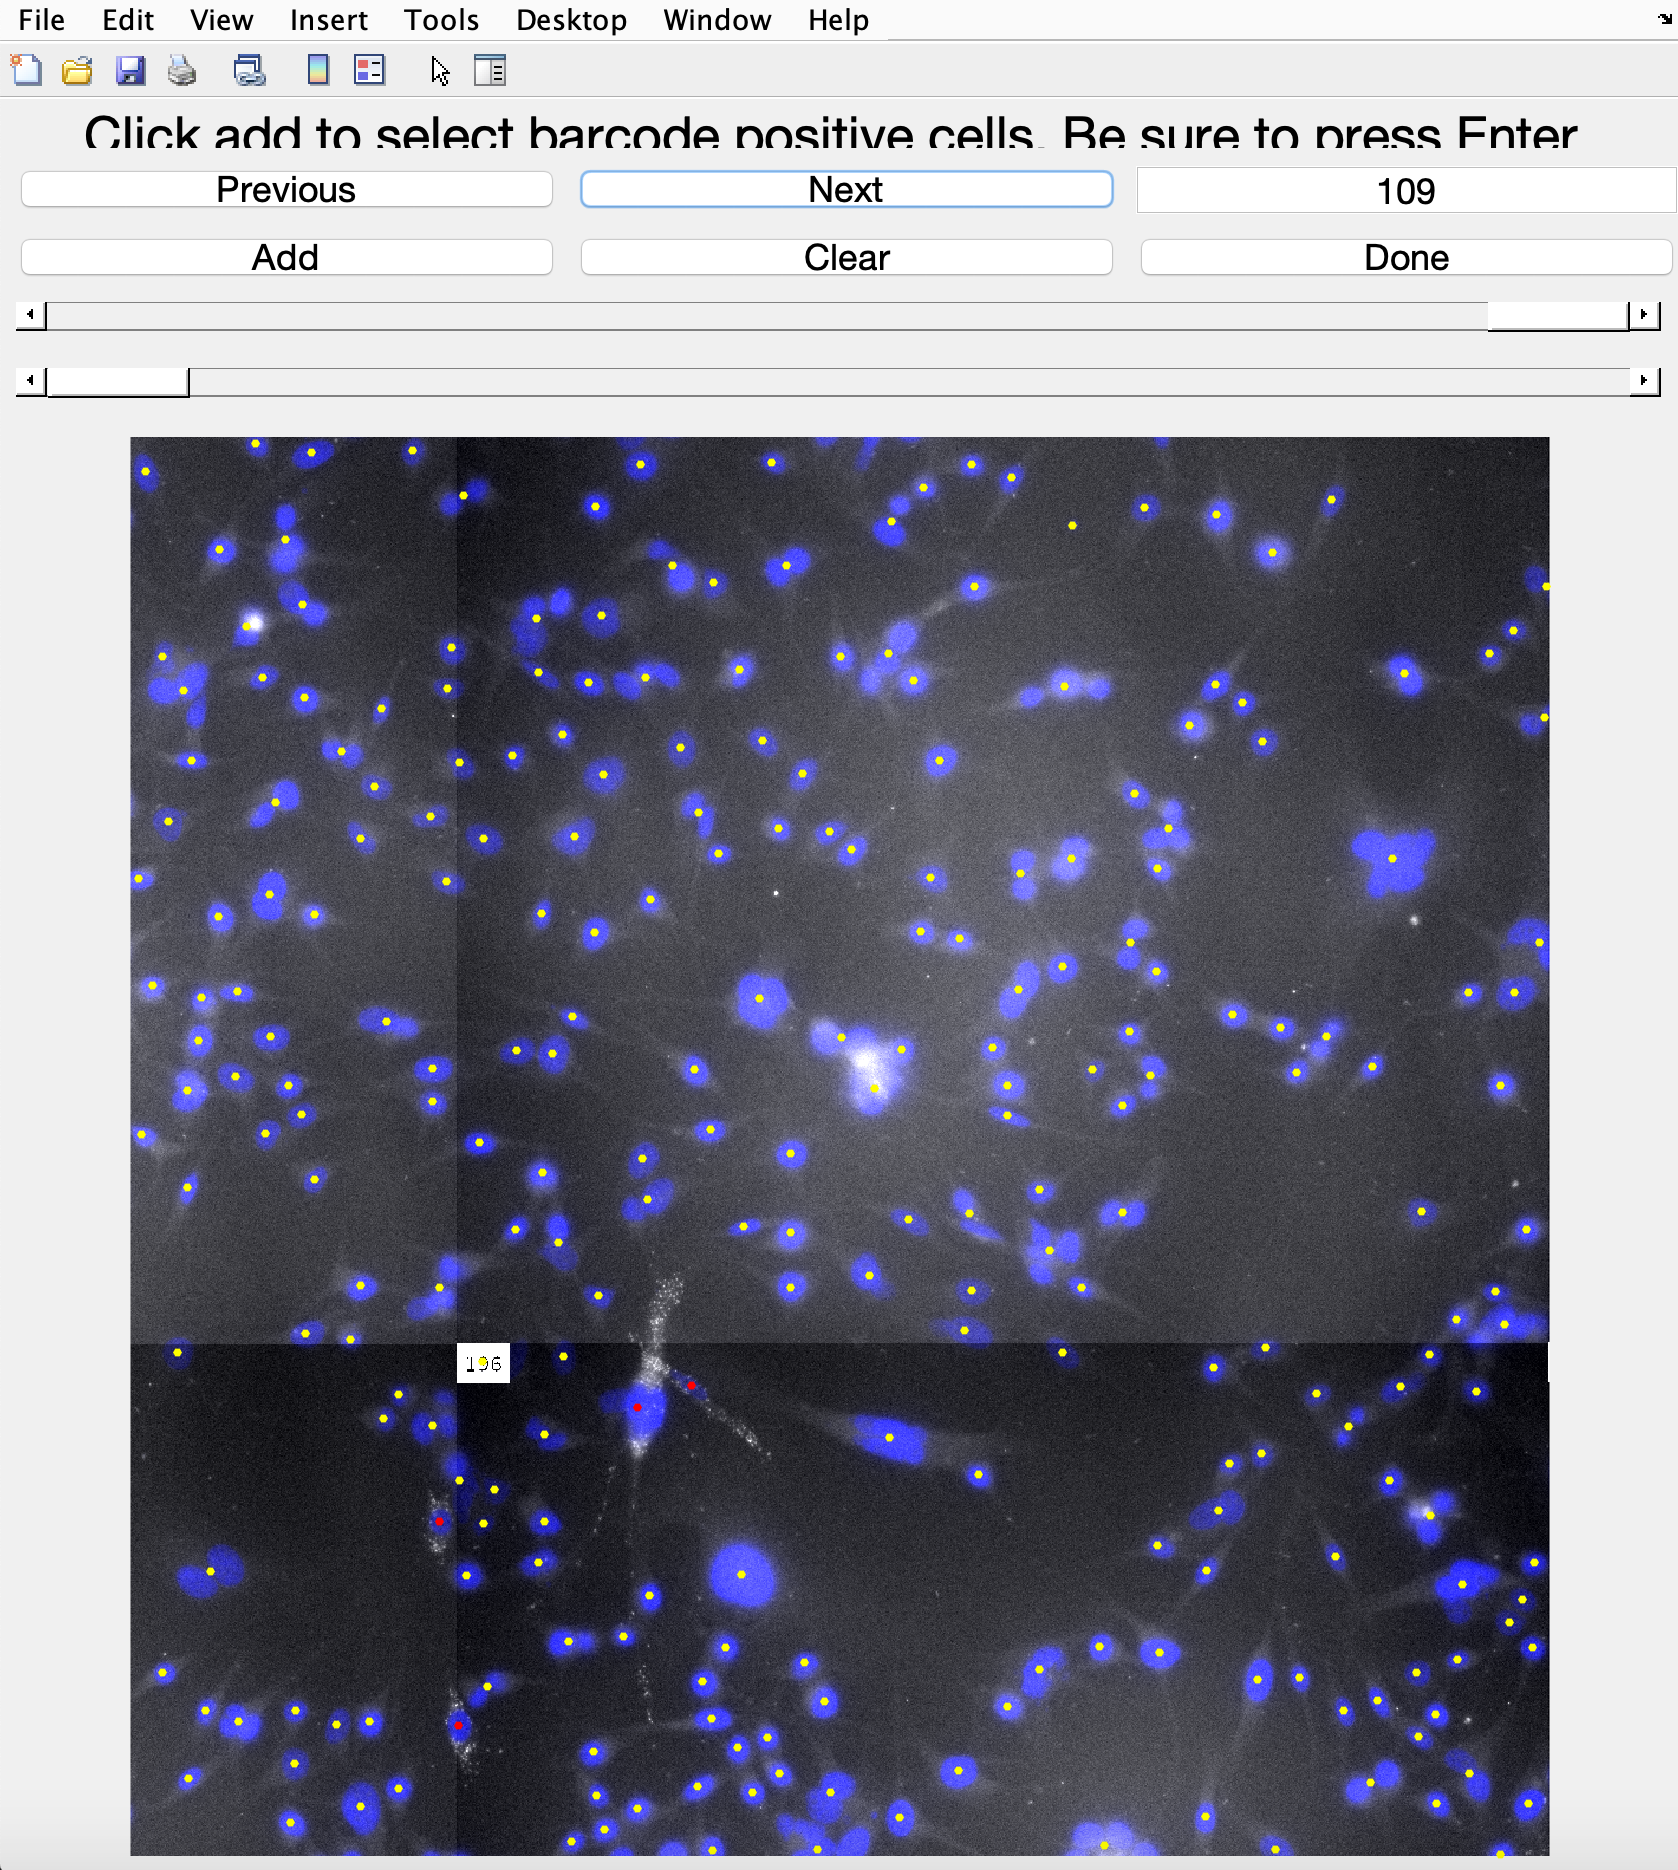 File Edit View Insert Tools Desktop Window Help
Click add to select barcode positive cells. Be sure to press Enter
Previous Next 109
Add Clear Done
196